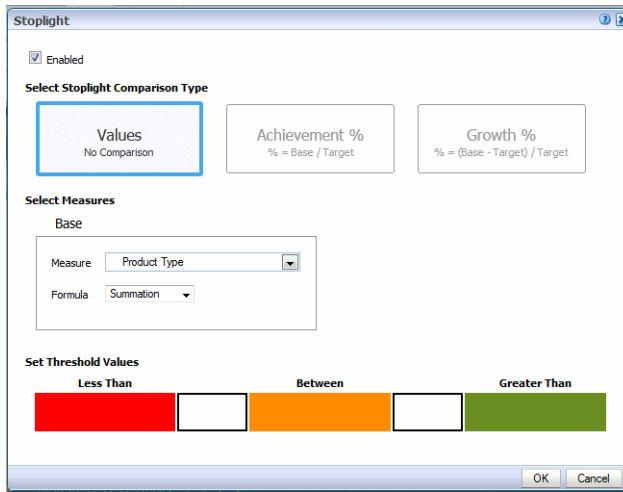 Stoplight
Enabled
Select Stoplight Comparison Type
Values
No Comparison
Achievement %
% = Base / Target
Growth %
% = (Base - Target) / Target
Select Measures
Base
Measure Product Type
Formula Summation
Set Threshold Values
Less Than Between Greater Than
OK Cancel